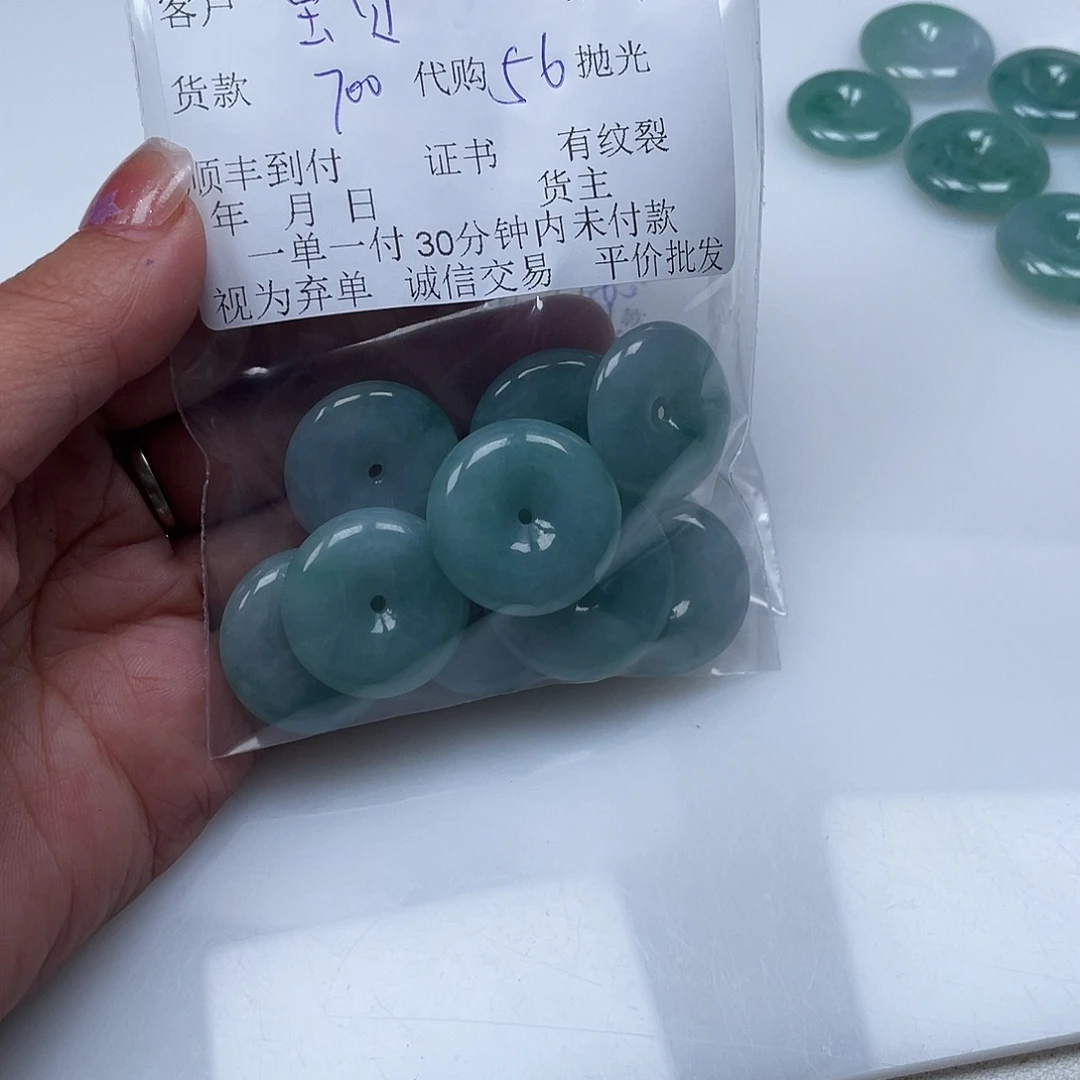 客户
货款 700 代购 56 抛光
顺丰到付 证书 有纹裂
年 月 日 货主
一单一付 30分钟内未付款
视为弃单 诚信交易 平价批发